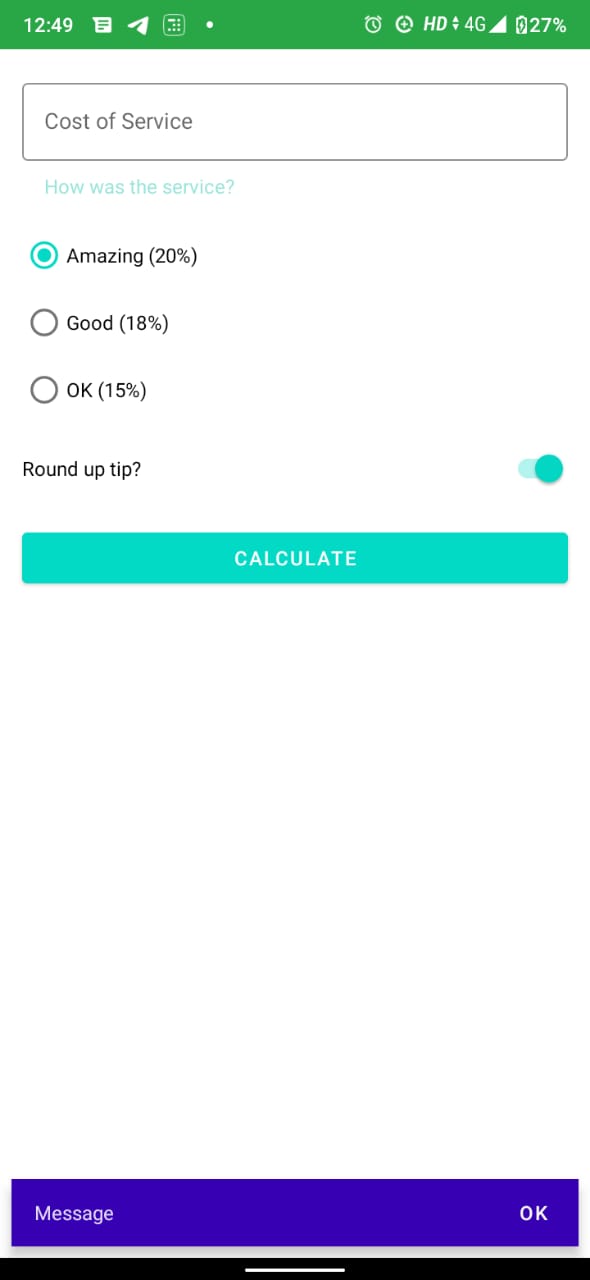 12:49 HD 4G 27%
Cost of Service
How was the service?
Amazing (20%)
Good (18%)
OK (15%)
Round up tip?
CALCULATE
Message OK